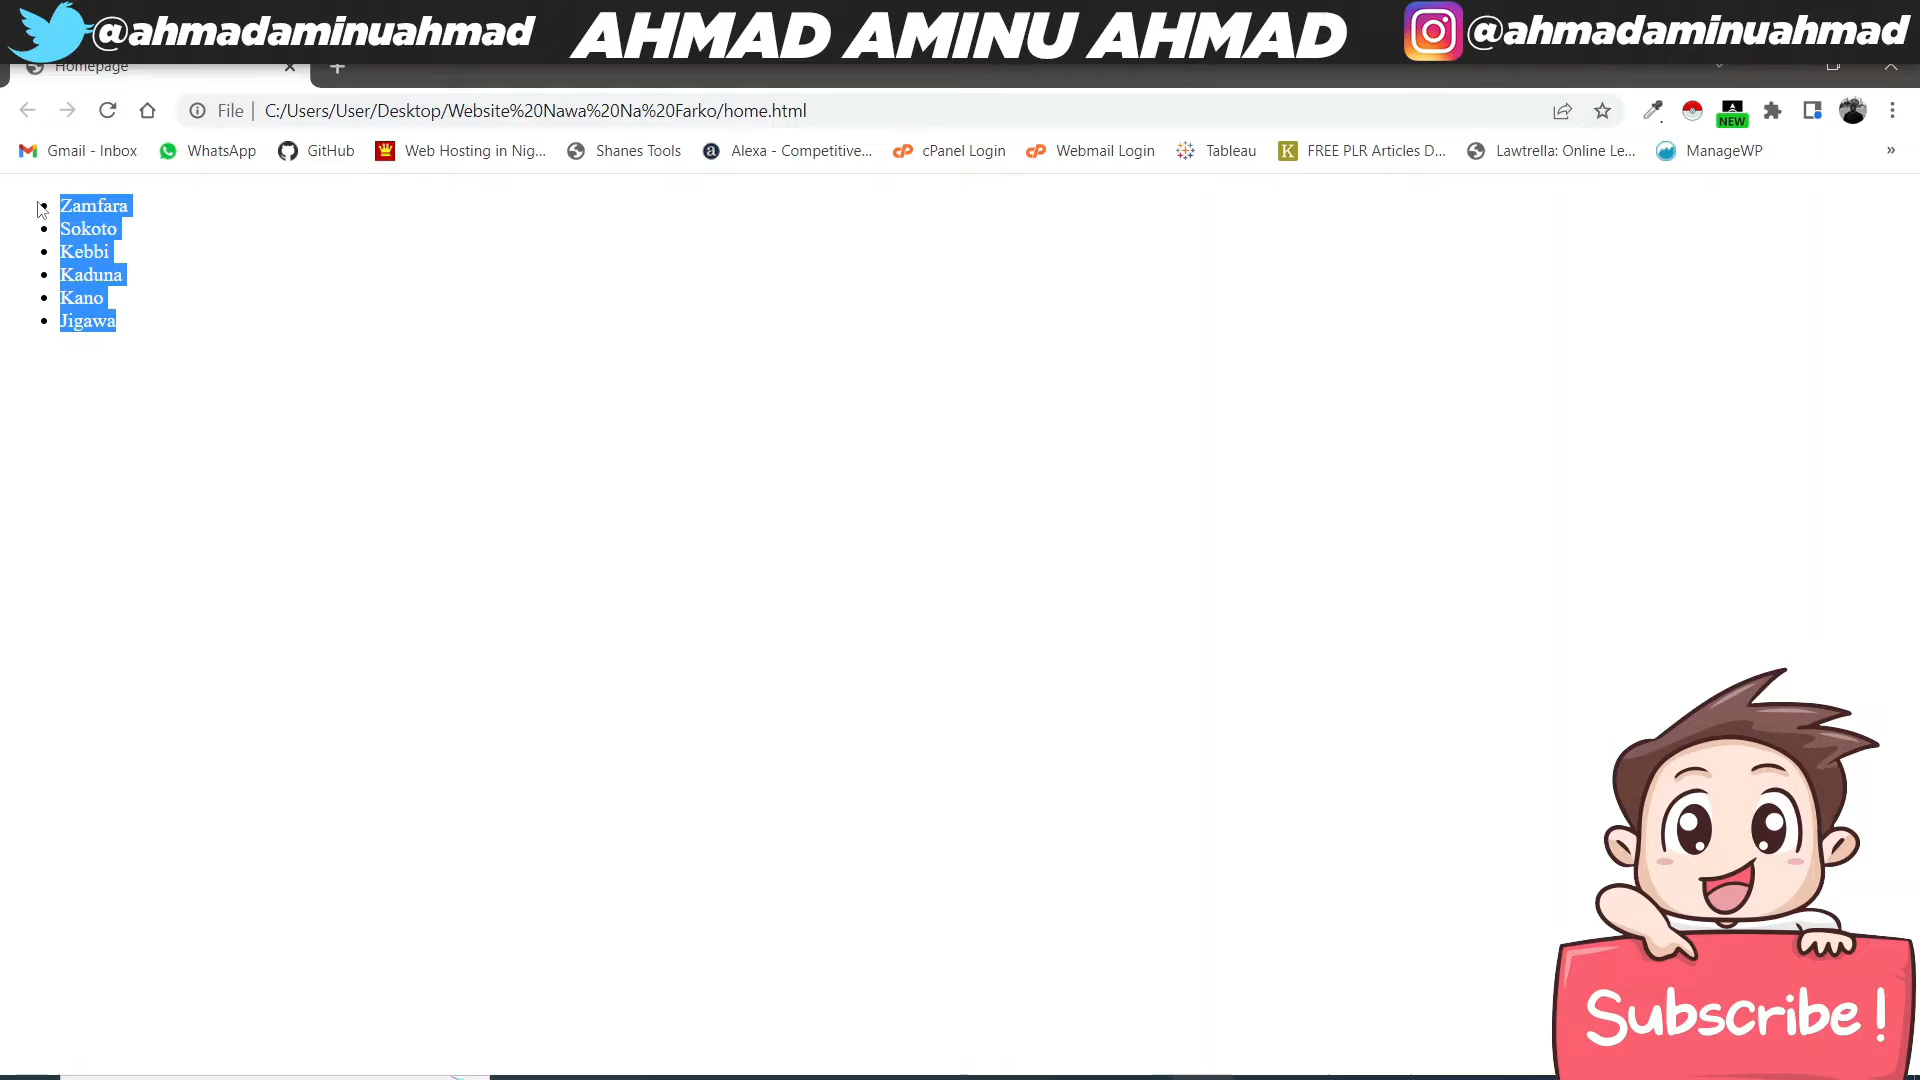 @ahmadaminuahmad
AHMAD AMINU AHMAD
@ahmadaminuahmad
Homepage
File
C:/Users/User/Desktop/Website%20Nawa%20Na%20Farko/home.html
NEW
Gmail - Inbox
WhatsApp
GitHub
Web Hosting in Nig...
Shanes Tools
Alexa - Competitive...
cPanel Login
Webmail Login
Tableau
K
FREE PLR Articles D...
Lawtrella: Online Le...
ManageWP
»
Zamfara
Sokoto
Kebbi
Kaduna
Kano
Jigawa
Subscribe!